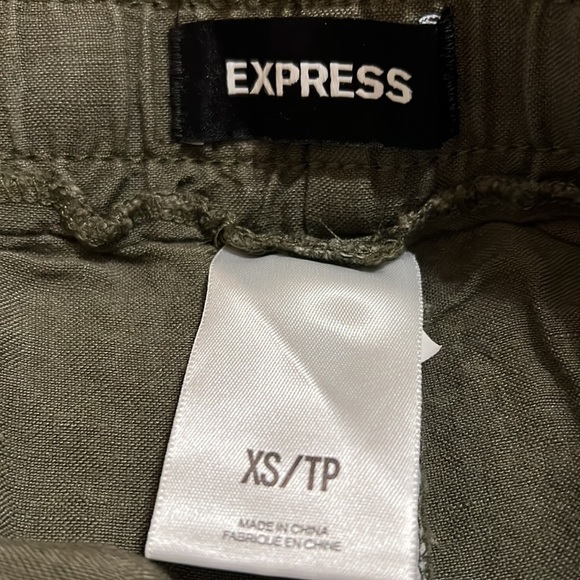 EXPRESS
XS/TP
MADE IN CHINA
FABRIQUÉ EN CHINE